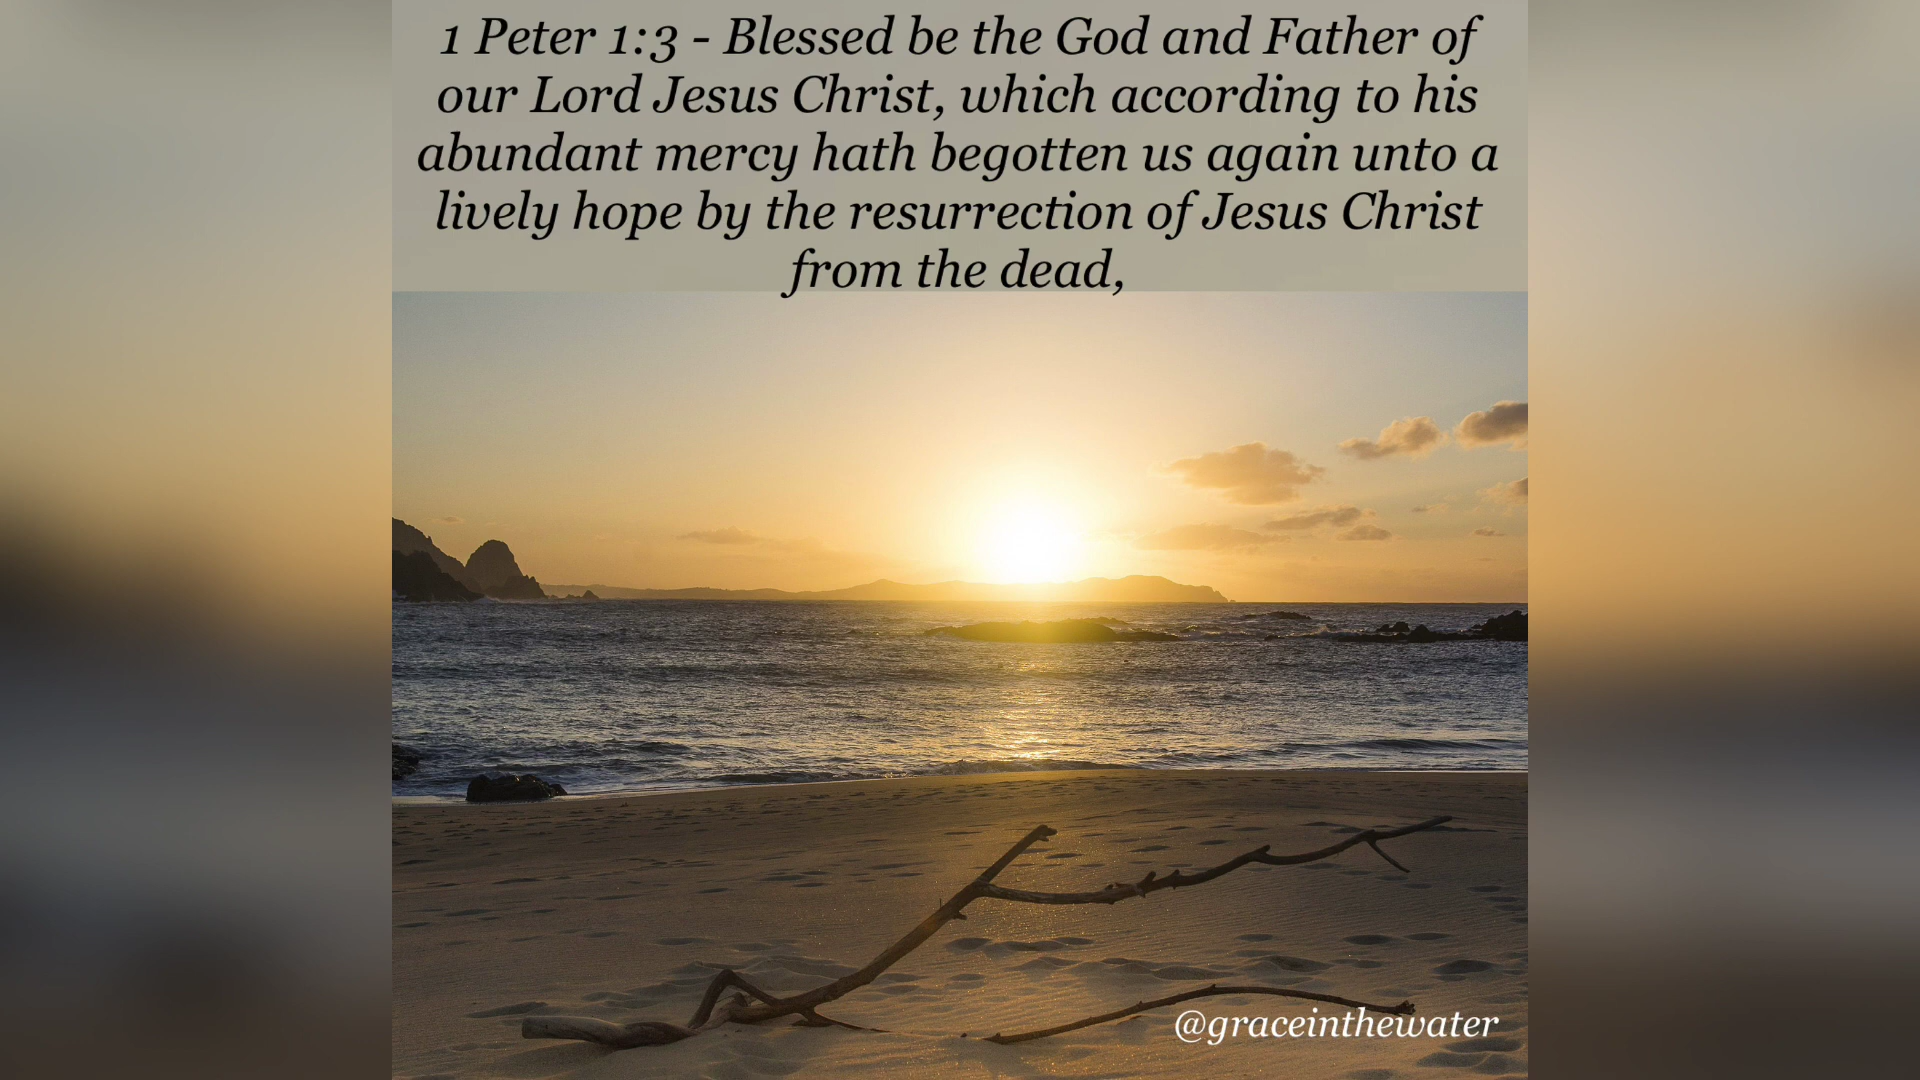 1 Peter 1:3 - Blessed be the God and Father of
our Lord Jesus Christ, which according to his
abundant mercy hath begotten us again unto a
lively hope by the resurrection of Jesus Christ
from the dead,
@graceinthewater